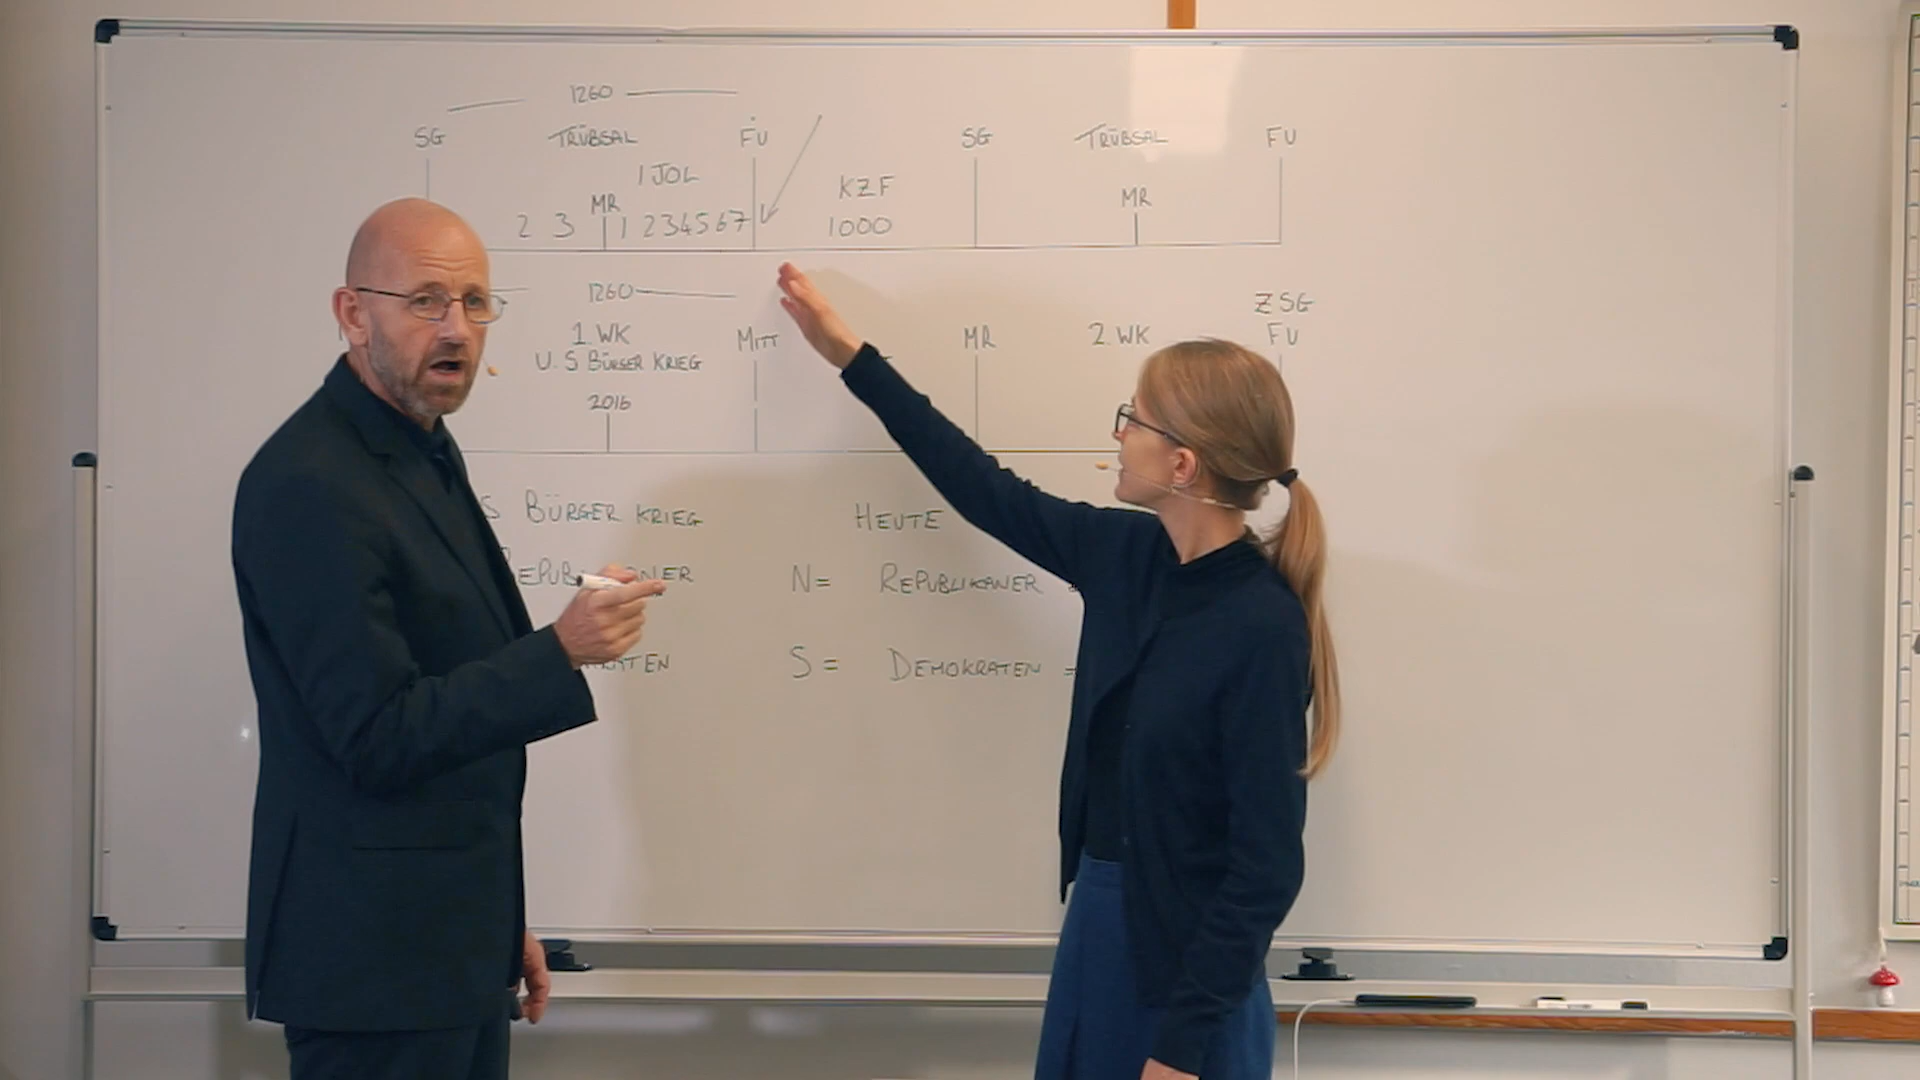 1260
SG TRÜBSAL FU SG TRÜBSAL FU
1 JOL
MR KZF MR
2 3 1 2 3 4 5 6 7 1000
1260
ZSG
1. WK MITT MR 2. WK FU
U.S BÜRGER KRIEG
2016
S BÜRGER KRIEG HEUTE
N= REPUBLIKANER
S = DEMOKRATEN =